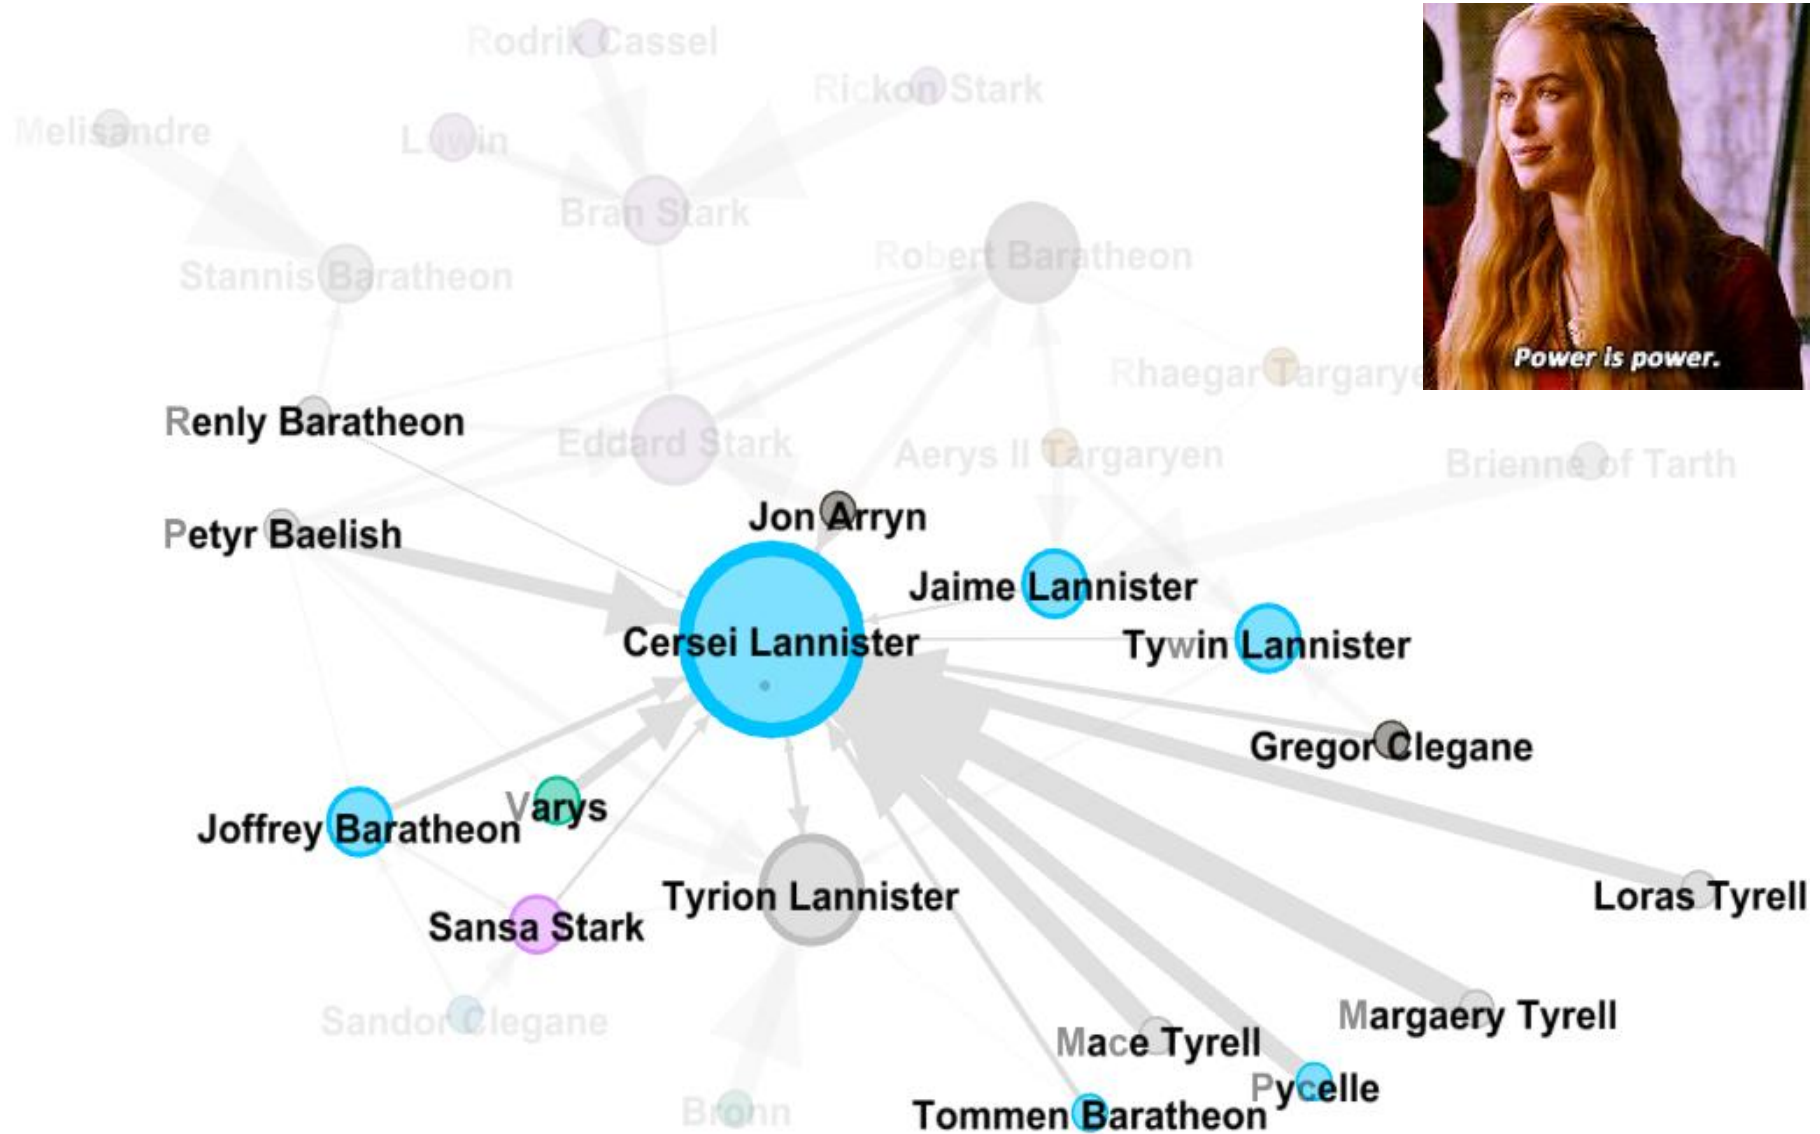 Rodrik Cassel
Rickon Stark
Melisandre
Luwin
Bran Stark
Robert Baratheon
Stannis Baratheon
Power is power.
Rhaegar Targarye
Renly Baratheon
Eddard Stark
Aerys II Targaryen
Brienne of Tarth
Jon Arryn
Petyr Baelish
Jaime Lannister
Cersei Lannister
Tywin Lannister
Gregor Clegane
Varys
Joffrey Baratheon
Tyrion Lannister
Loras Tyrell
Sansa Stark
Sandor Clegane
Margaery Tyrell
Mace Tyrell
Pycelle
Bronn
Tommen Baratheon